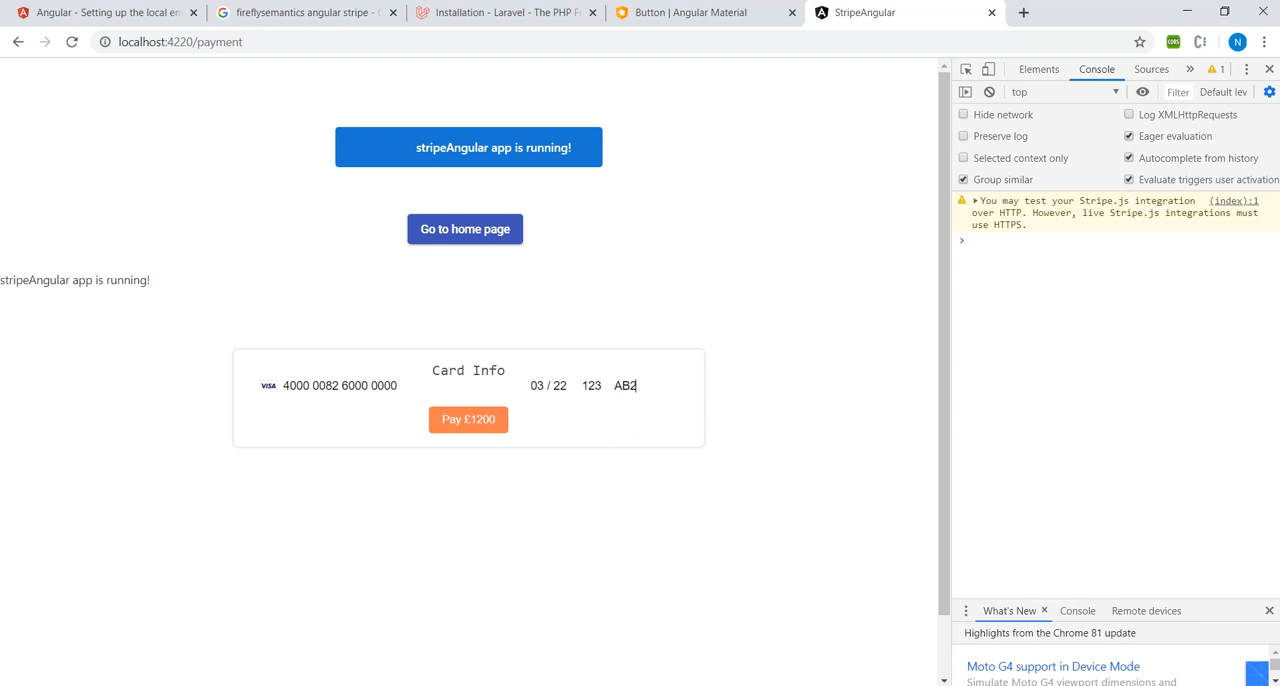 Angular - Setting up the local en
fireflysemantics angular stripe - G
Installation - Laravel - The PHP F
Button | Angular Material
StripeAngular
localhost:4220/payment
CORS
N
Elements Console Sources 1
top Filter Default lev
Hide network Log XMLHttpRequests
Preserve log Eager evaluation
Selected context only Autocomplete from history
Group similar Evaluate triggers user activation
You may test your Stripe.js integration (index):1
over HTTP. However, live Stripe.js integrations must
use HTTPS.
stripeAngular app is running!
Go to home page
stripeAngular app is running!
Card Info
VISA 4000 0082 6000 0000 03 / 22 123 AB2
Pay £1200
What's New Console Remote devices
Highlights from the Chrome 81 update
Moto G4 support in Device Mode
Simulate Moto G4 viewport dimensions and